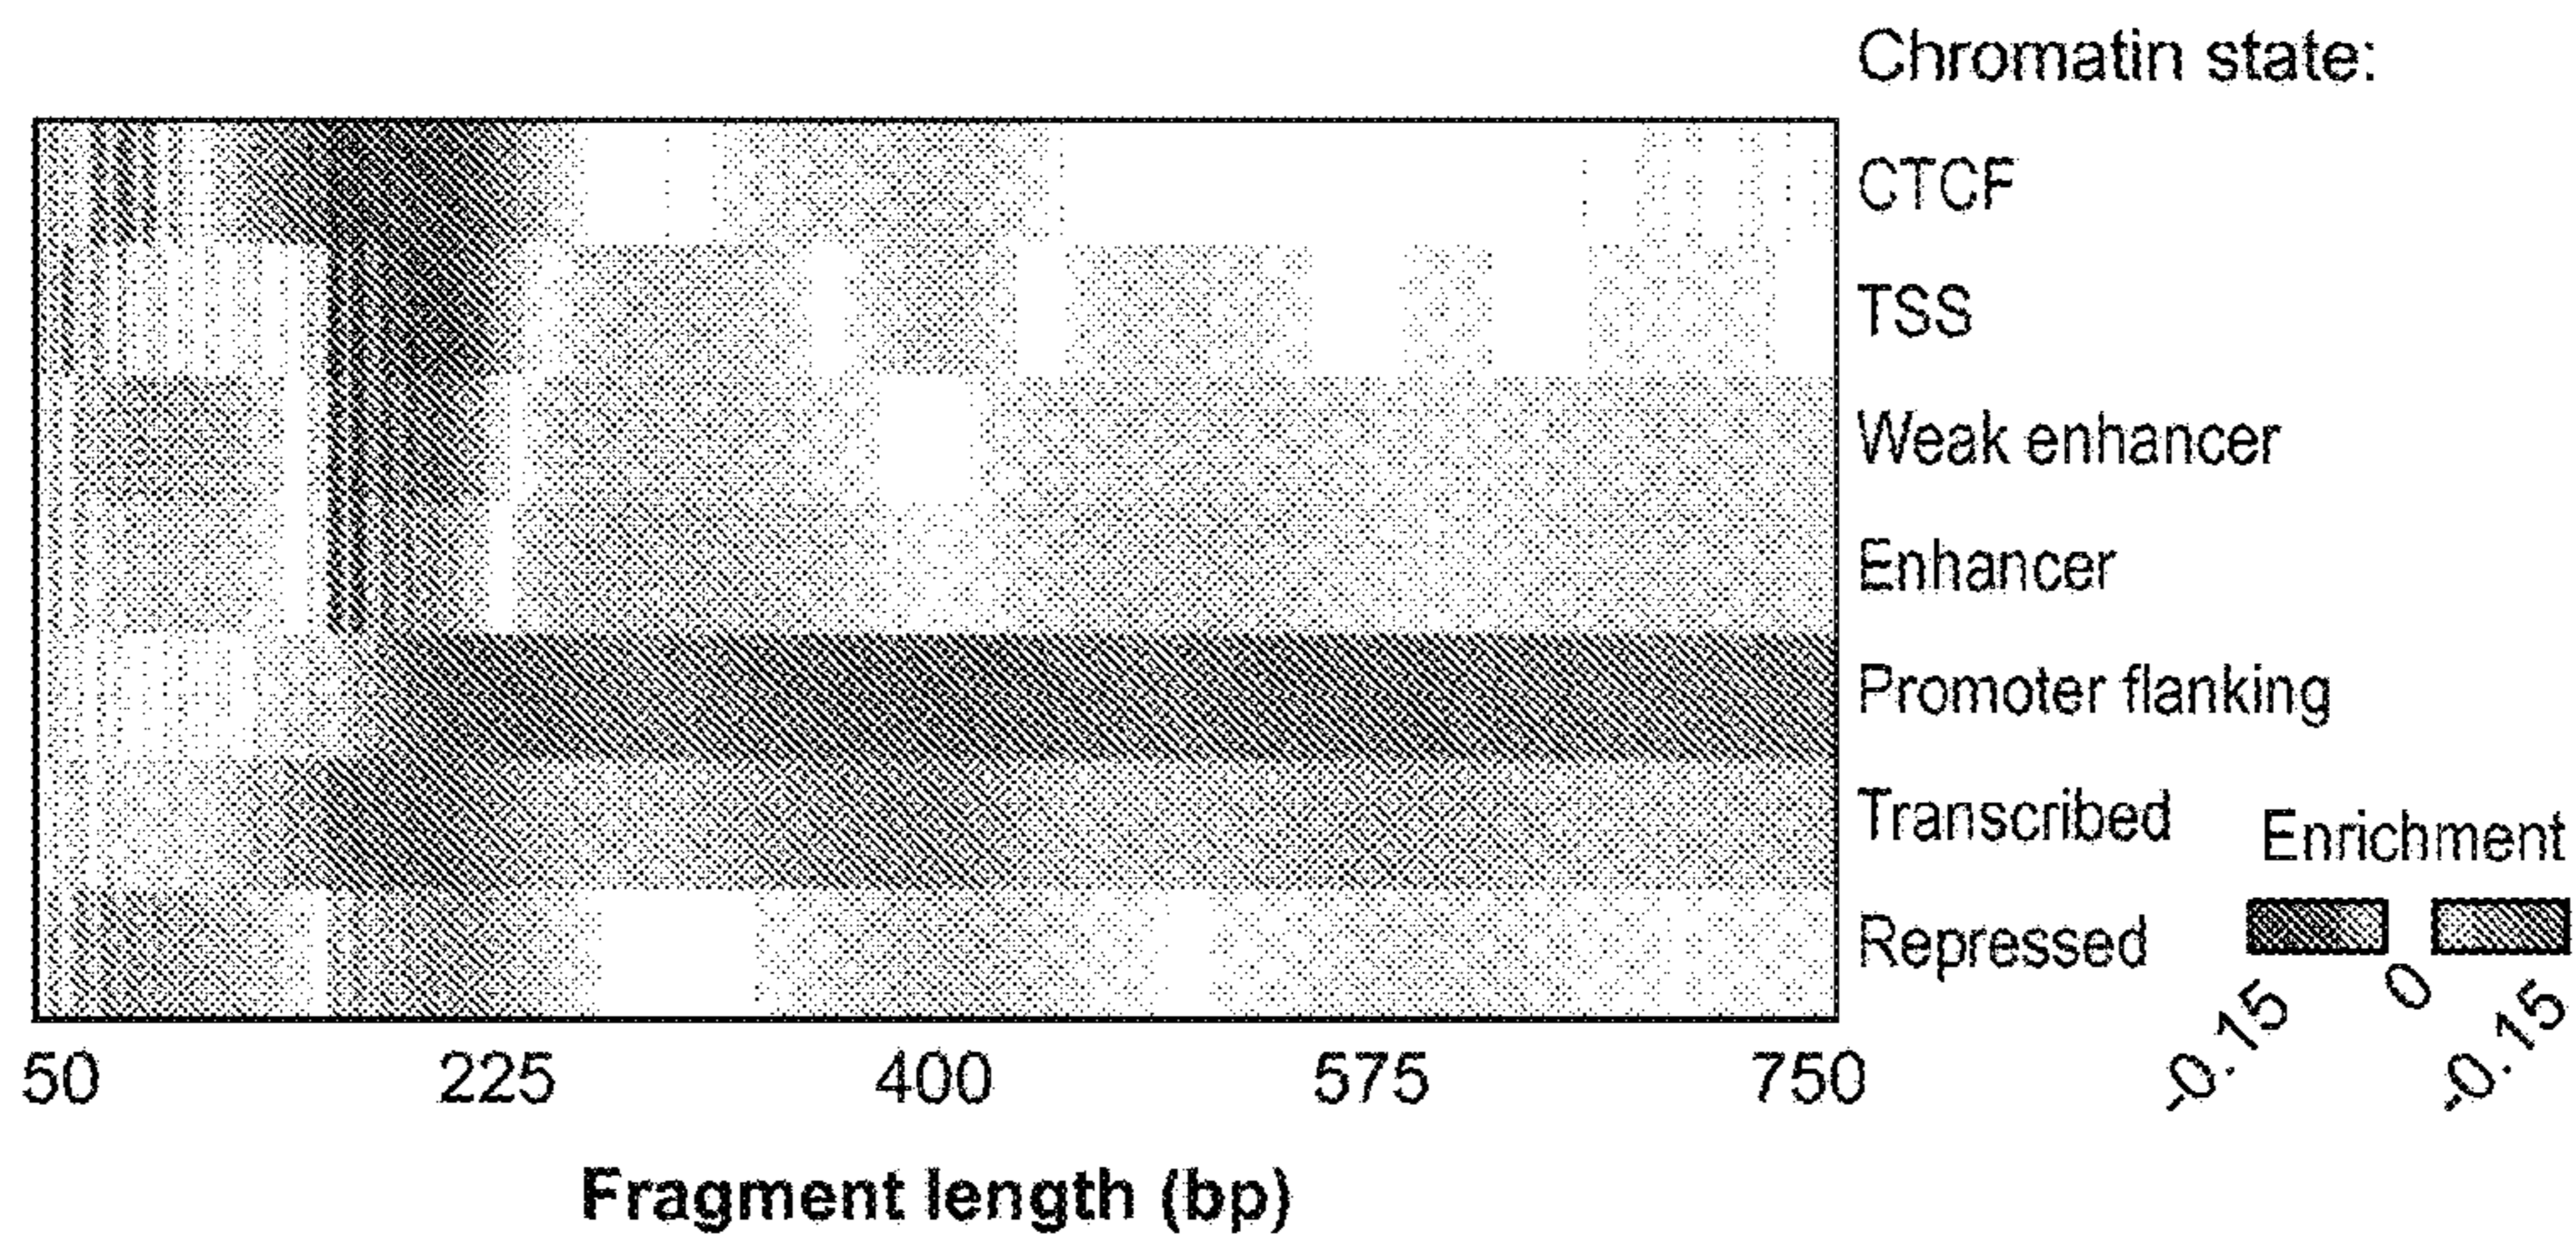 Chromatin state:
CTCF
TSS
Weak enhancer
Enhancer
Promoter flanking
Transcribed
Repressed
Enrichment
-0.15 0 -0.15
50 225 400 575 750
Fragment length (bp)